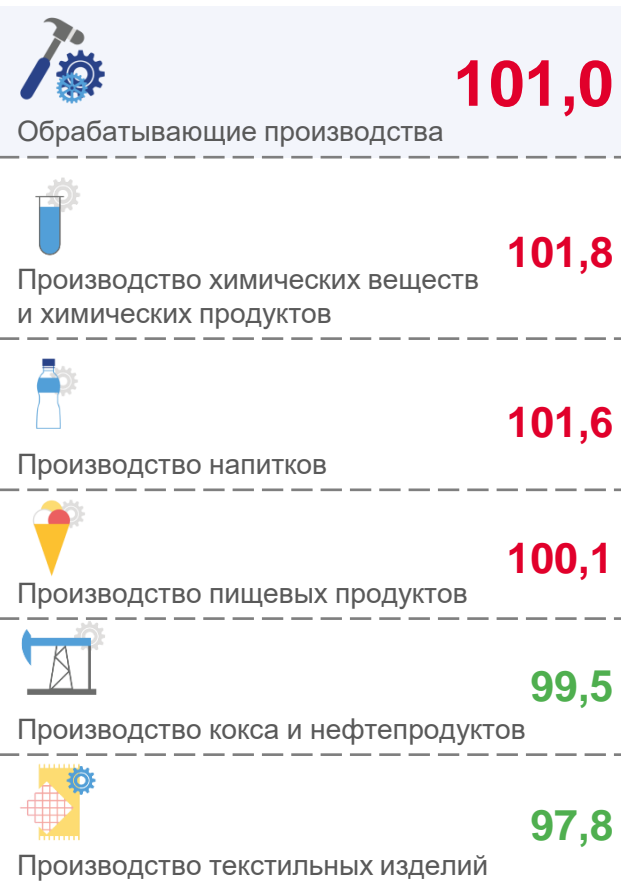 101,0
Обрабатывающие производства
101,8
Производство химических веществ
и химических продуктов
101,6
Производство напитков
100,1
Производство пищевых продуктов
99,5
Производство кокса и нефтепродуктов
97,8
Производство текстильных изделий